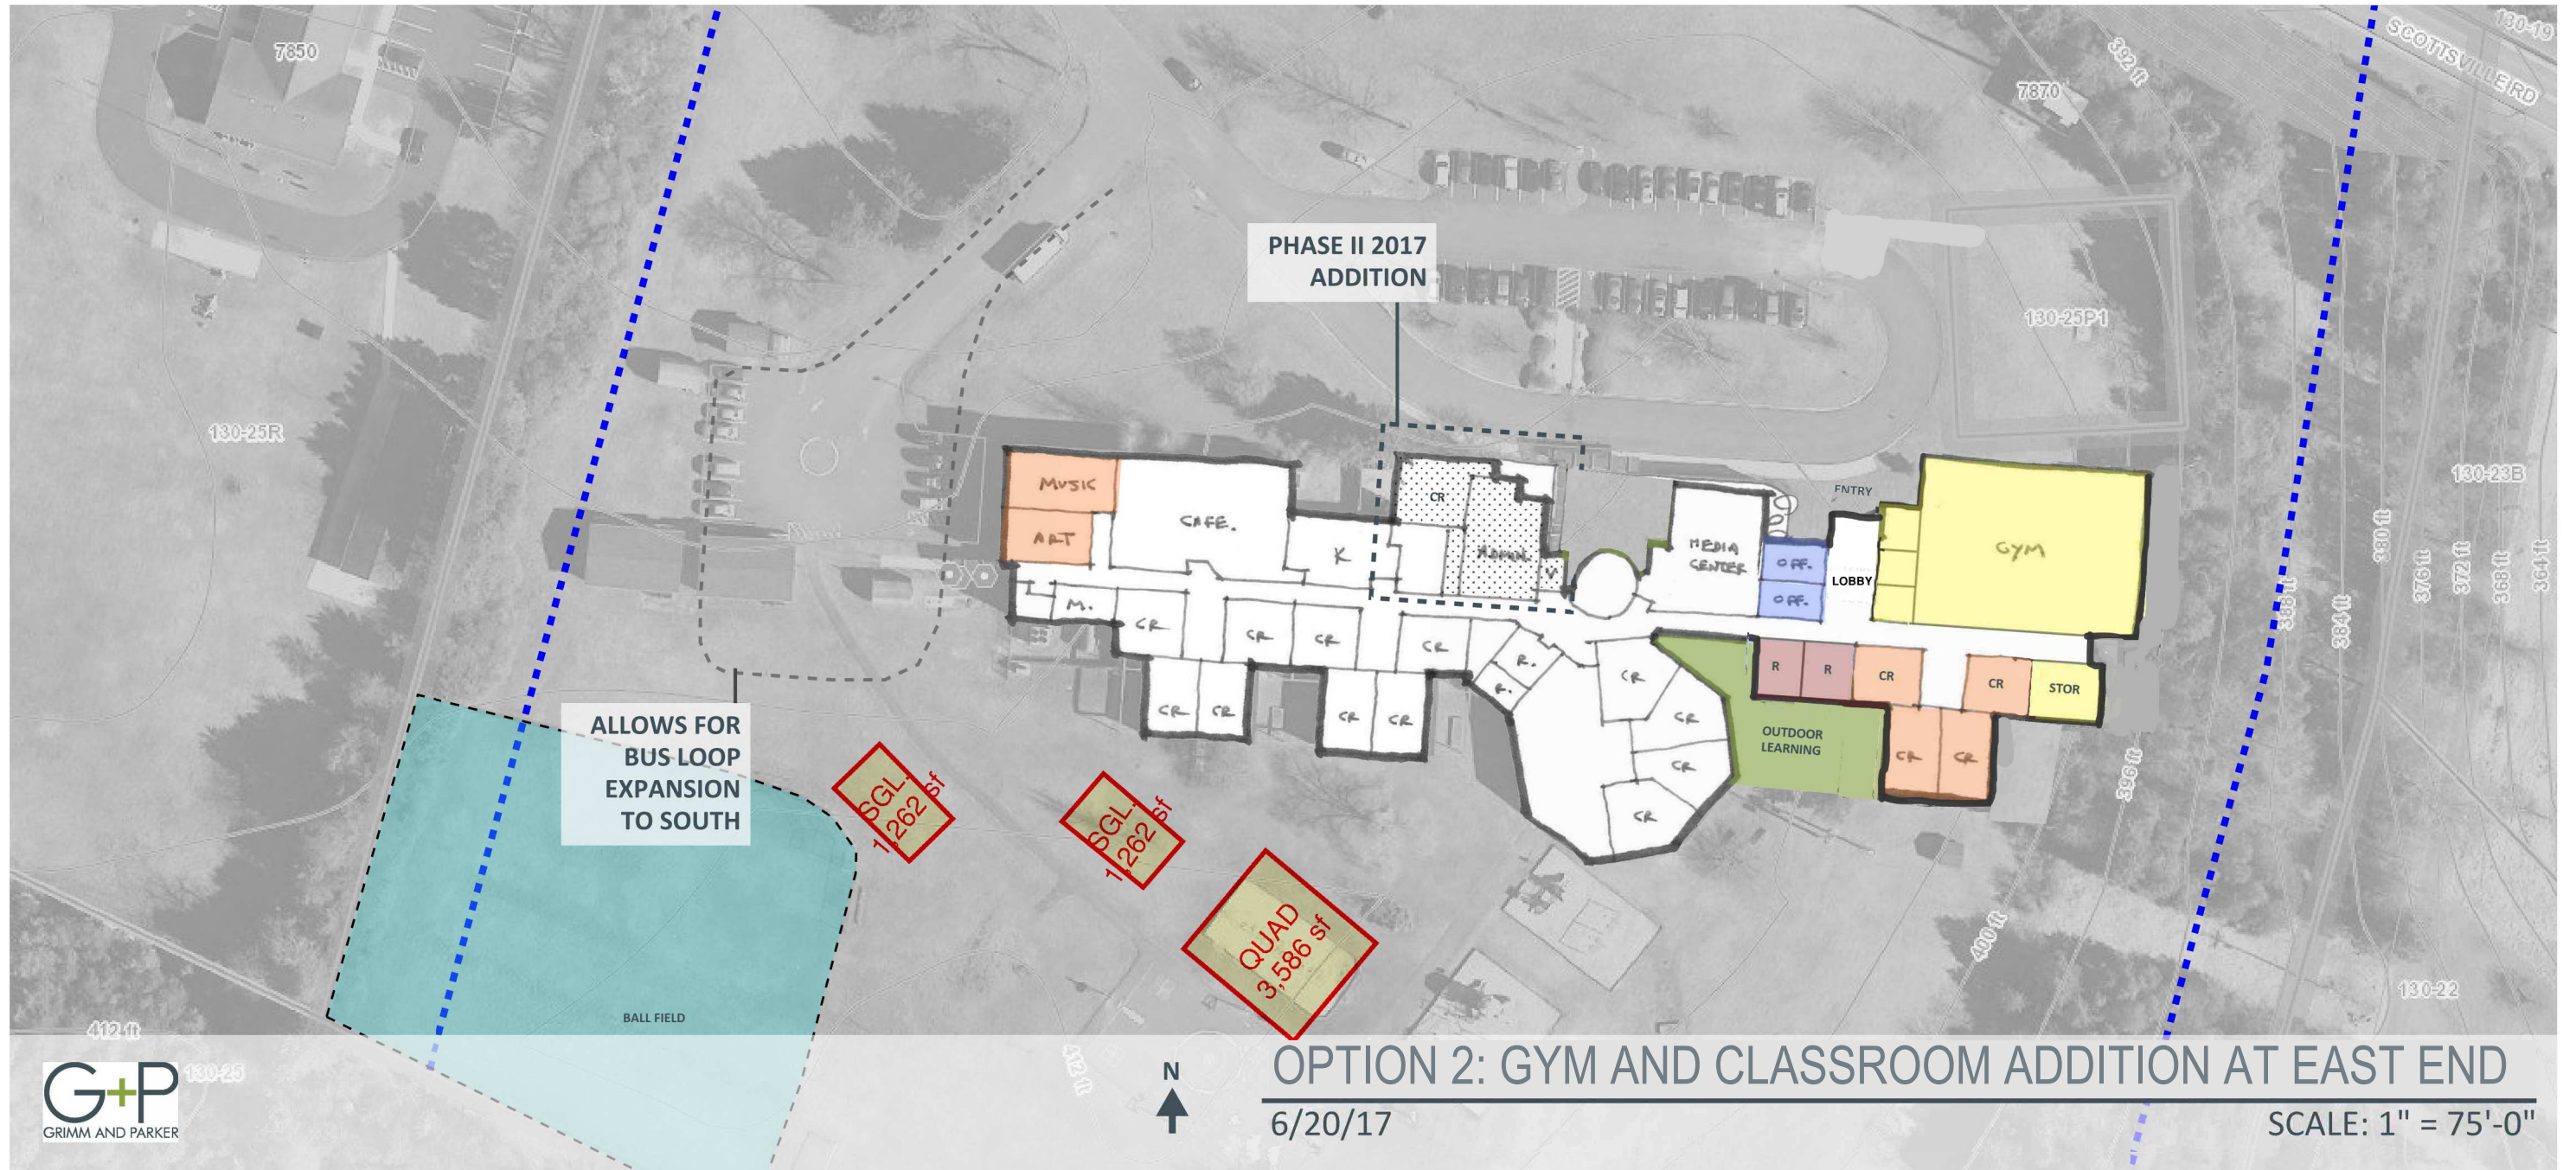 7850
SCOTTSVILLE RD
130-19
392 ft
7870
PHASE II 2017
ADDITION
130-25P1
130-25R
130-23B
MUSIC
ART
CAFE.
K
CR
ADMIN.
V
MEDIA
CENTER
OFF.
OFF.
ENTRY
LOBBY
GYM
380 ft
376 ft
372 ft
368 ft
364 ft
388 ft
384 ft
M.
CR
CR
CR
CR
R.
R.
CR
CR
CR
CR
CR
CR
CR
CR
R
R
CR
CR
STOR
CR
CR
OUTDOOR
LEARNING
396 ft
400 ft
ALLOWS FOR
BUS LOOP
EXPANSION
TO SOUTH
SGL.
1,262 sf
SGL.
1,262 sf
QUAD
3,586 sf
BALL FIELD
130-22
412 ft
130-25
412 ft
G+P
GRIMM AND PARKER
N
OPTION 2: GYM AND CLASSROOM ADDITION AT EAST END
6/20/17
SCALE: 1" = 75'-0"